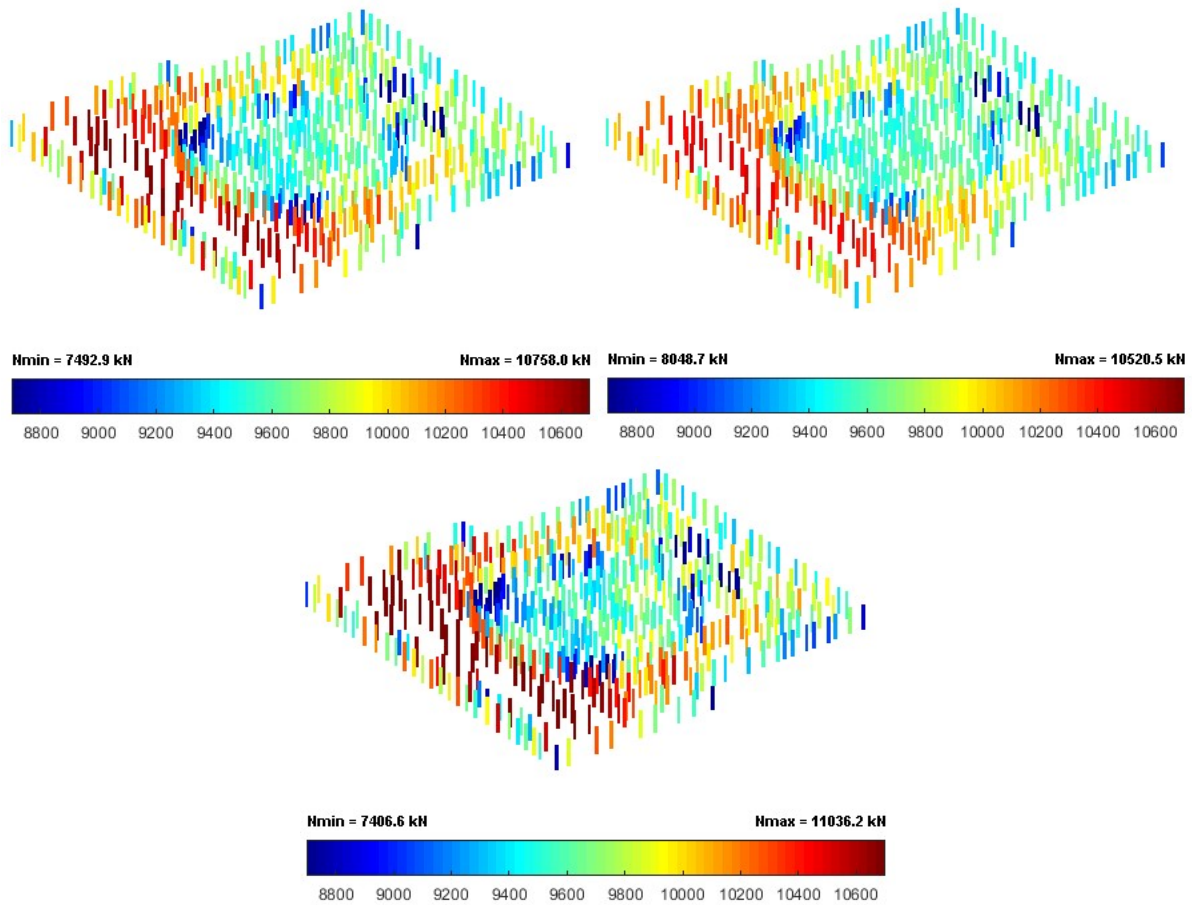 Nmin = 7492.9 kN Nmax = 10758.0 kN
8800 9000 9200 9400 9600 9800 10000 10200 10400 10600
Nmin = 8048.7 kN Nmax = 10520.5 kN
8800 9000 9200 9400 9600 9800 10000 10200 10400 10600
Nmin = 7406.6 kN Nmax = 11036.2 kN
8800 9000 9200 9400 9600 9800 10000 10200 10400 10600